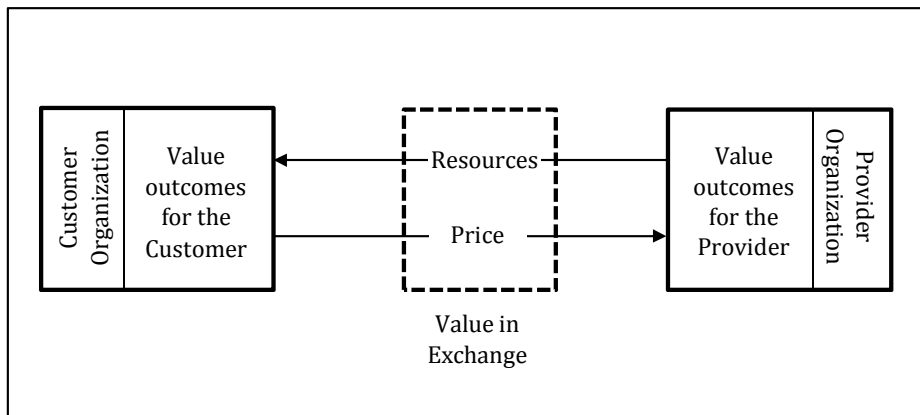 Customer
Organization
Value
outcomes
for the
Customer
Resources
Price
Value in
Exchange
Value
outcomes
for the
Provider
Provider
Organization